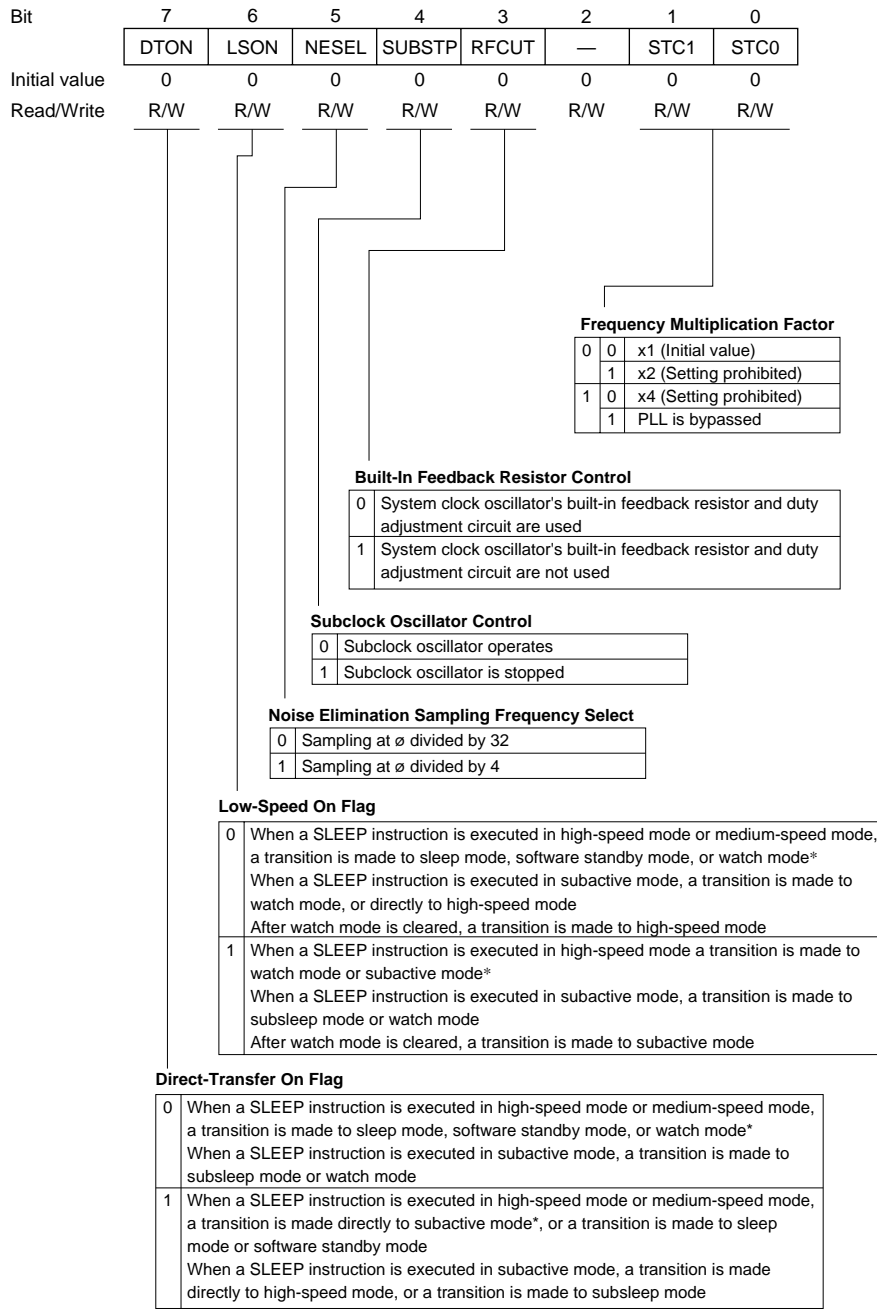 Bit 7 6 5 4 3 2 1 0
DTON LSON NESEL SUBSTP RFCUT — STC1 STC0
Initial value 0 0 0 0 0 0 0 0
Read/Write R/W R/W R/W R/W R/W R/W R/W R/W
Frequency Multiplication Factor
0 0 x1 (Initial value)
1 x2 (Setting prohibited)
1 0 x4 (Setting prohibited)
1 PLL is bypassed
Built-In Feedback Resistor Control
0 System clock oscillator's built-in feedback resistor and duty
adjustment circuit are used
1 System clock oscillator's built-in feedback resistor and duty
adjustment circuit are not used
Subclock Oscillator Control
0 Subclock oscillator operates
1 Subclock oscillator is stopped
Noise Elimination Sampling Frequency Select
0 Sampling at ø divided by 32
1 Sampling at ø divided by 4
Low-Speed On Flag
0 When a SLEEP instruction is executed in high-speed mode or medium-speed mode,
a transition is made to sleep mode, software standby mode, or watch mode*
When a SLEEP instruction is executed in subactive mode, a transition is made to
watch mode, or directly to high-speed mode
After watch mode is cleared, a transition is made to high-speed mode
1 When a SLEEP instruction is executed in high-speed mode a transition is made to
watch mode or subactive mode*
When a SLEEP instruction is executed in subactive mode, a transition is made to
subsleep mode or watch mode
After watch mode is cleared, a transition is made to subactive mode
Direct-Transfer On Flag
0 When a SLEEP instruction is executed in high-speed mode or medium-speed mode,
a transition is made to sleep mode, software standby mode, or watch mode*
When a SLEEP instruction is executed in subactive mode, a transition is made to
subsleep mode or watch mode
1 When a SLEEP instruction is executed in high-speed mode or medium-speed mode,
a transition is made directly to subactive mode*, or a transition is made to sleep
mode or software standby mode
When a SLEEP instruction is executed in subactive mode, a transition is made
directly to high-speed mode, or a transition is made to subsleep mode